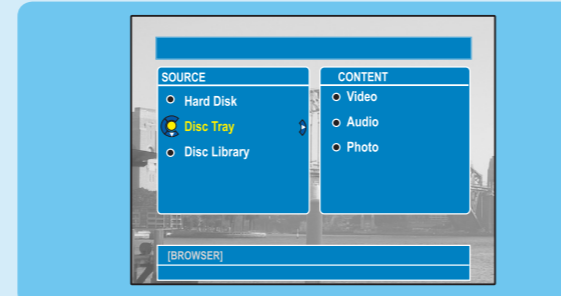 SOURCE
Hard Disk
Disc Tray
Disc Library
CONTENT
Video
Audio
Photo
[BROWSER]